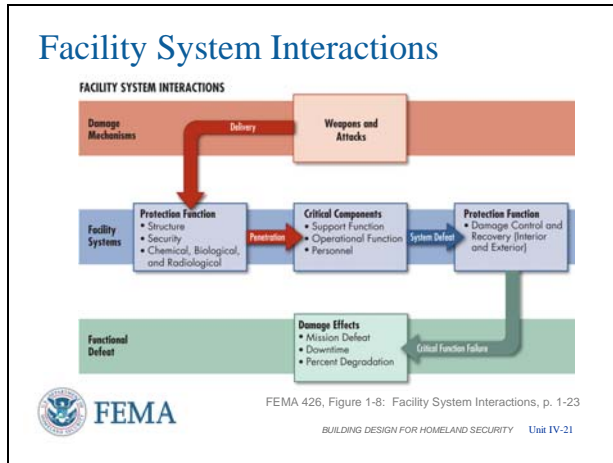 Facility System Interactions
FACILITY SYSTEM INTERACTIONS
Damage
Mechanisms
Delivery
Weapons and
Attacks
Facility
Systems
Protection Function
• Structure
• Security
• Chemical, Biological,
and Radiological
Penetration
Critical Components
• Support Function
• Operational Function
• Personnel
System Defeat
Protection Function
• Damage Control and
Recovery (Interior
and Exterior)
Functional
Defeat
Damage Effects
• Mission Defeat
• Downtime
• Percent Degradation
Critical Function Failure
FEMA
FEMA 426, Figure 1-8: Facility System Interactions, p. 1-23
BUILDING DESIGN FOR HOMELAND SECURITY Unit IV-21